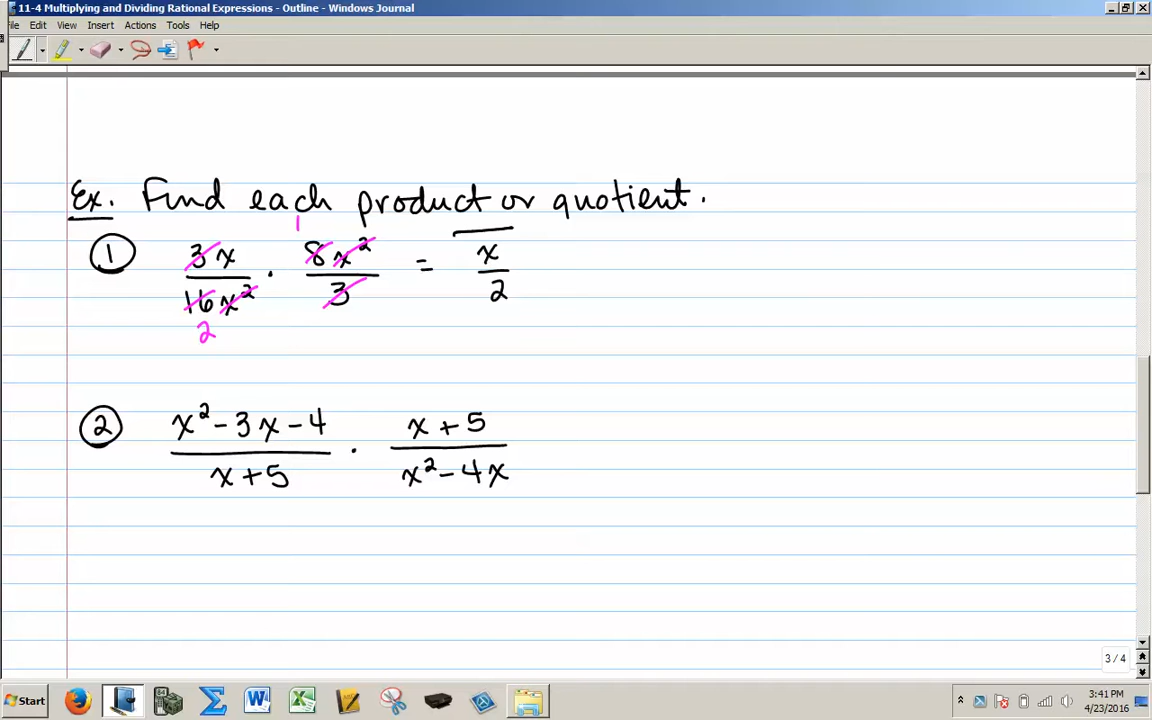 11-4 Multiplying and Dividing Rational Expressions - Outline - Windows Journal
File Edit View Insert Actions Tools Help
Ex. Find each product or quotient.
1
① 3x/16x² · 8x²/3 = x/2
2
② x² - 3x - 4/x + 5 · x + 5/x² - 4x
3 / 4
Start
3:41 PM
4/23/2016